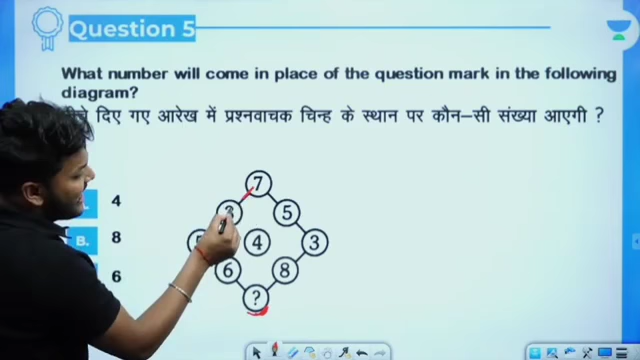 Question 5
What number will come in place of the question mark in the following
diagram?
दिए गए आरेख में प्रश्नवाचक चिन्ह के स्थान पर कौन–सी संख्या आएगी ?
4
B. 8
6
7
5
4 3
6 8
?